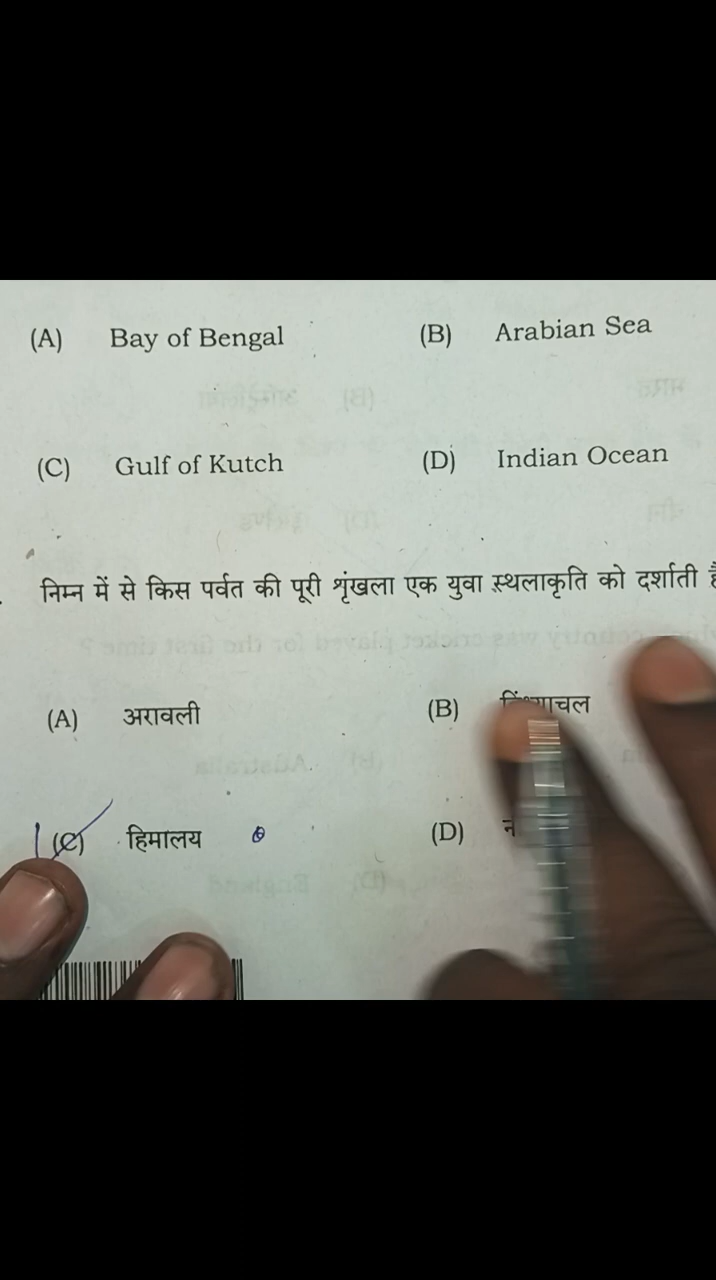 (A) Bay of Bengal (B) Arabian Sea
(C) Gulf of Kutch (D) Indian Ocean
निम्न में से किस पर्वत की पूरी शृंखला एक युवा स्थलाकृति को दर्शाती है
(A) अरावली (B) विंध्याचल
(C) हिमालय (D)